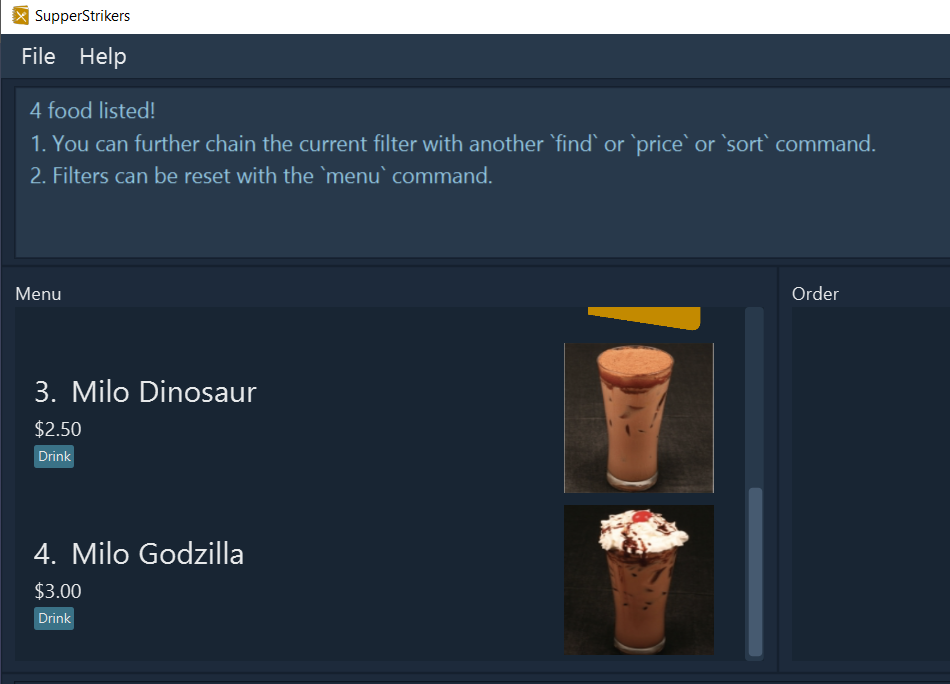 SupperStrikers
File Help
4 food listed!
1. You can further chain the current filter with another `find` or `price` or `sort` command.
2. Filters can be reset with the `menu` command.
Menu
Order
3. Milo Dinosaur
$2.50
Drink
4. Milo Godzilla
$3.00
Drink